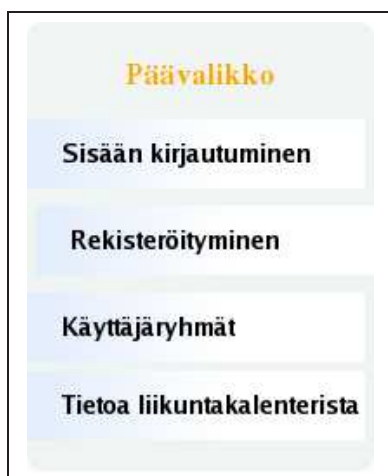 Päävalikko
Sisään kirjautuminen
Rekisteröityminen
Käyttäjäryhmät
Tietoa liikuntakalenterista